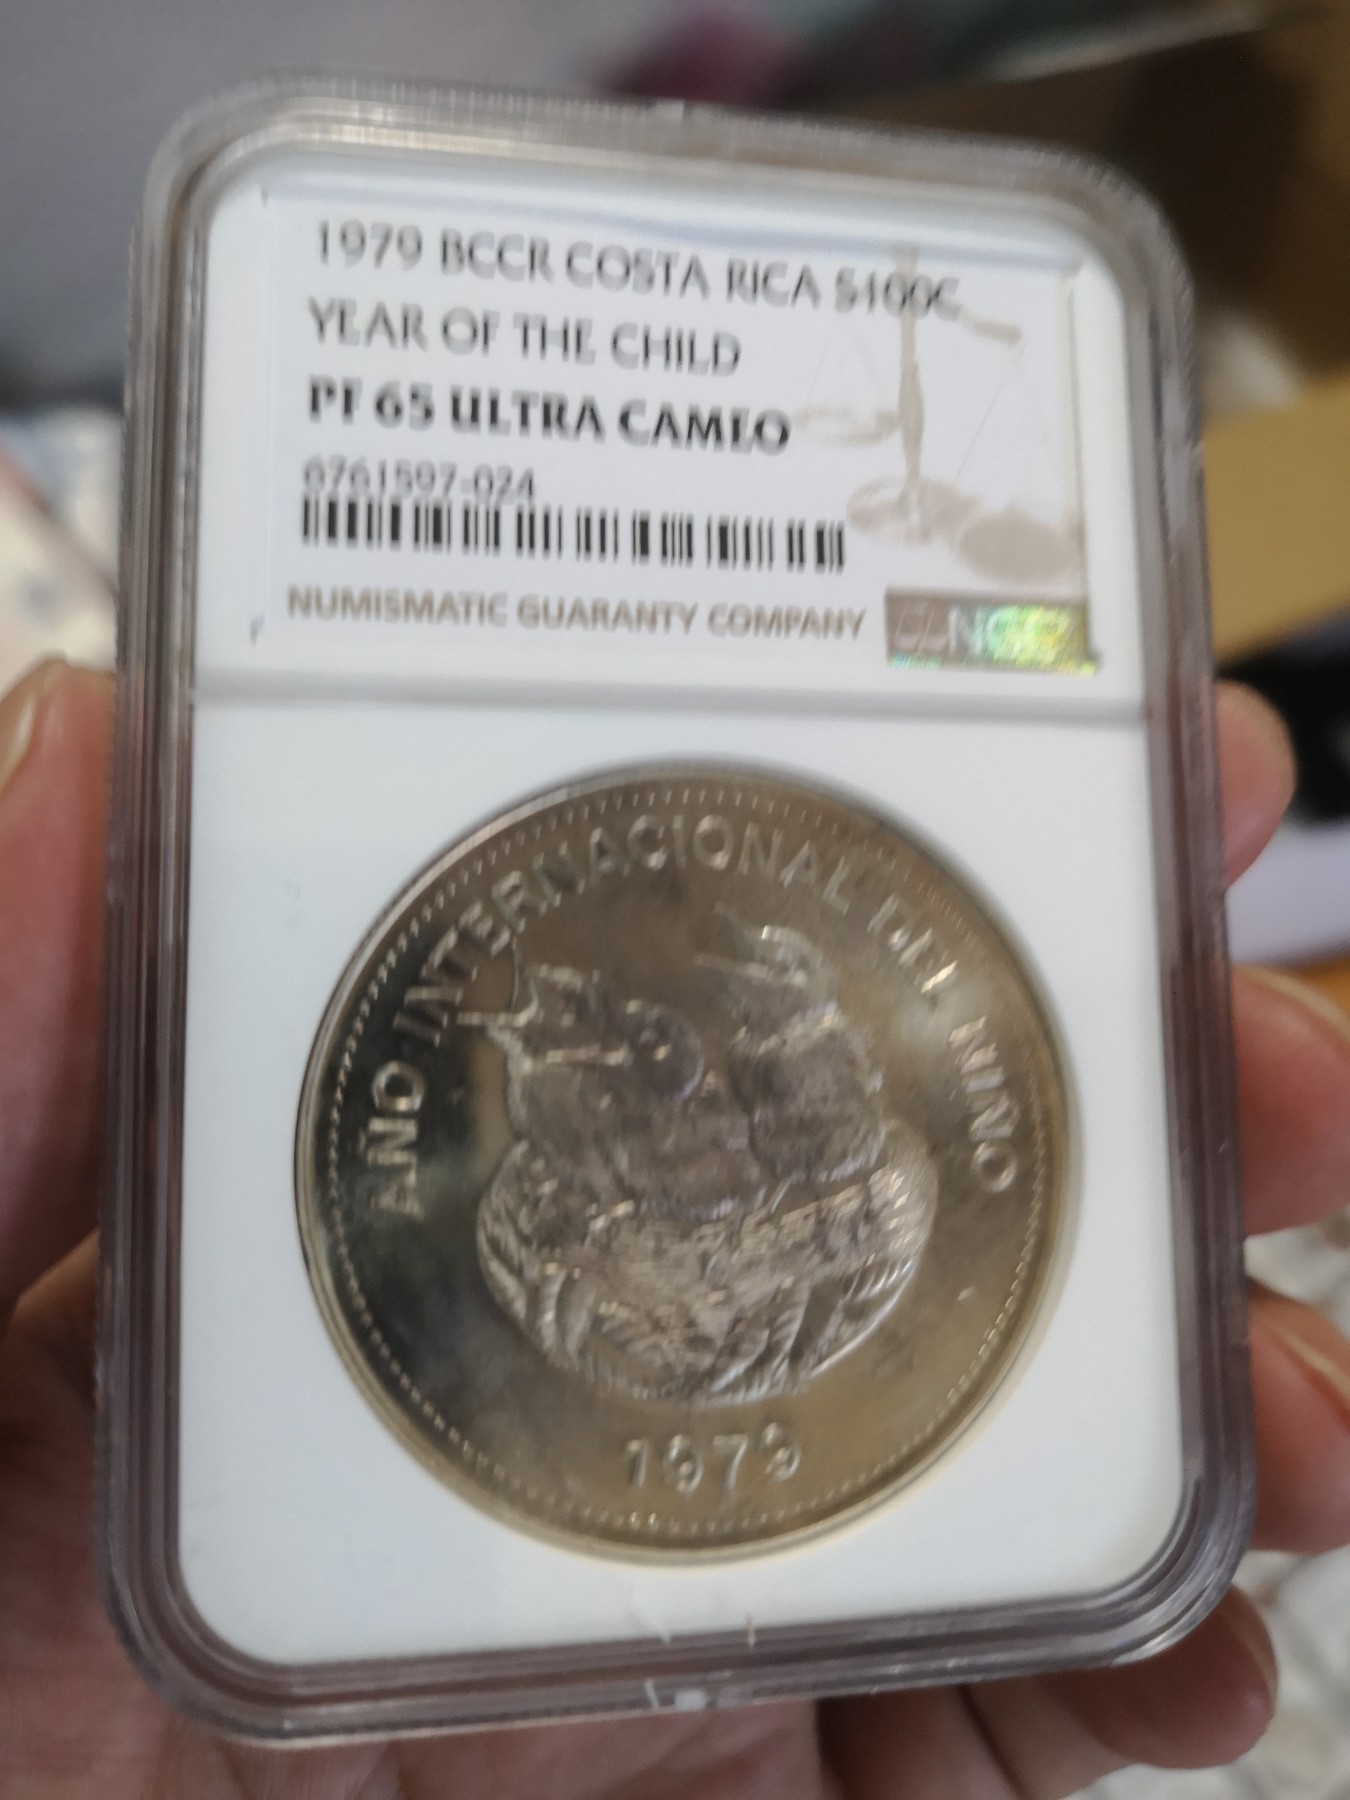 1979 BCCR COSTA RICA S100C
YEAR OF THE CHILD
PF 65 ULTRA CAMEO
6761597-024
NUMISMATIC GUARANTY COMPANY
NGC
AÑO INTERNACIONAL DEL NIÑO
1979